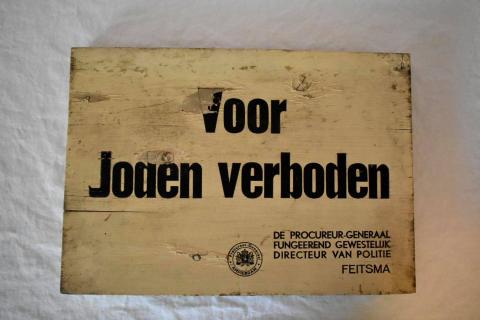 Voor
Joden verboden
DE PROCUREUR-GENERAAL
FUNGEEREND GEWESTELIJK
DIRECTEUR VAN POLITIE
FEITSMA